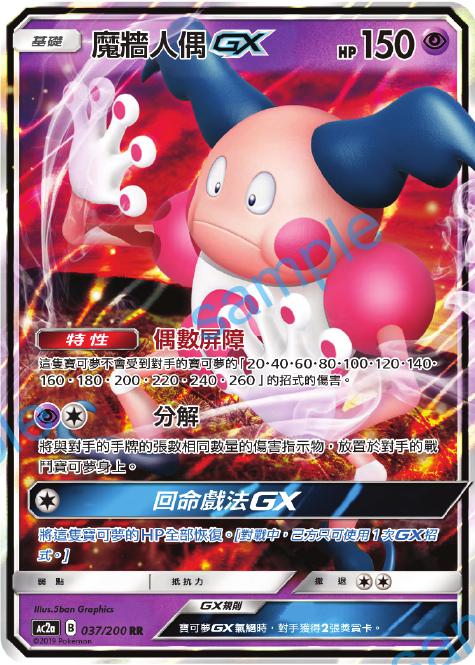 基礎 魔牆人偶GX HP 150
特性 偶數屏障
這隻寶可夢不會受到對手的寶可夢的「20・40・60・80・100・120・140・
160・180・200・220・240・260」的招式的傷害。
分解
將與對手的手牌的張數相同數量的傷害指示物,放置於對手的戰
鬥寶可夢身上。
回命戲法GX
將這隻寶可夢的HP全部恢復。[對戰中,己方只可使用1次GX招
式。]
弱點 抵抗力 撤退
Illus.5ban Graphics
GX規則
AC2a B 037/200 RR
寶可夢GX氣絕時,對手獲得2張獎賞卡。
©2019 Pokémon
sample
sample
sample